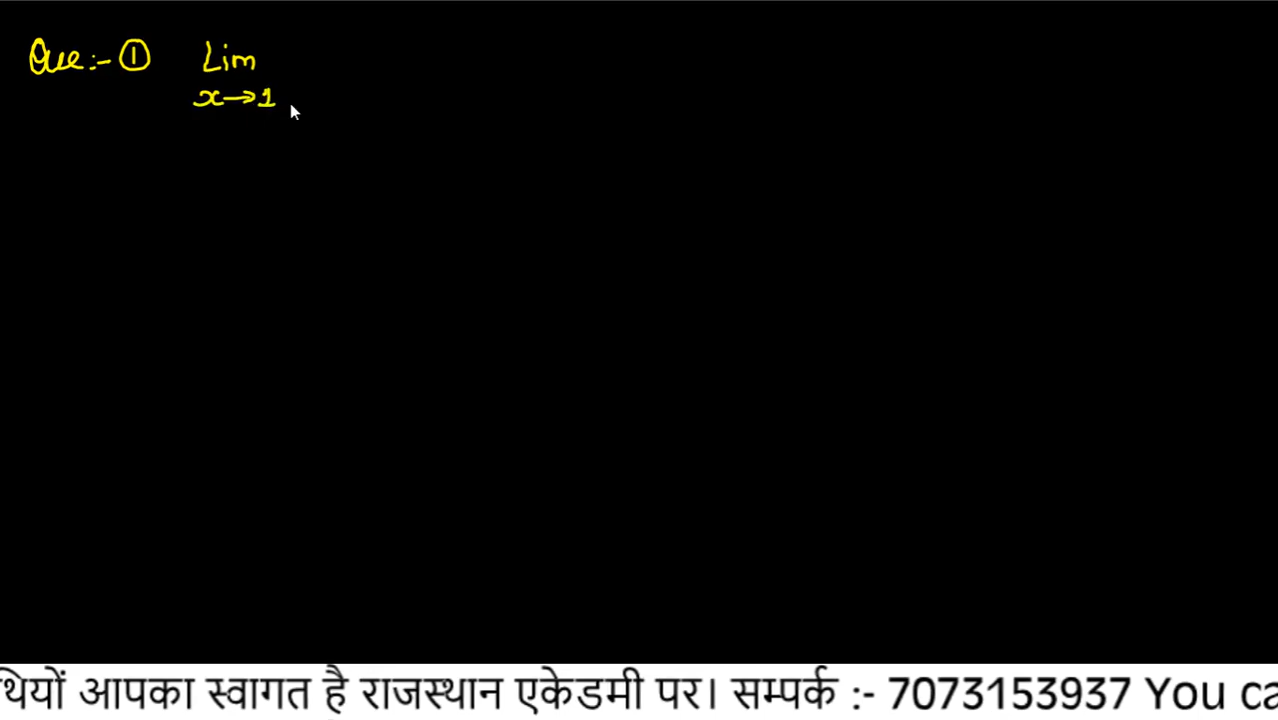 Que:- ① Lim
x→1
थियों आपका स्वागत है राजस्थान एकेडमी पर। सम्पर्क :- 7073153937 You ca